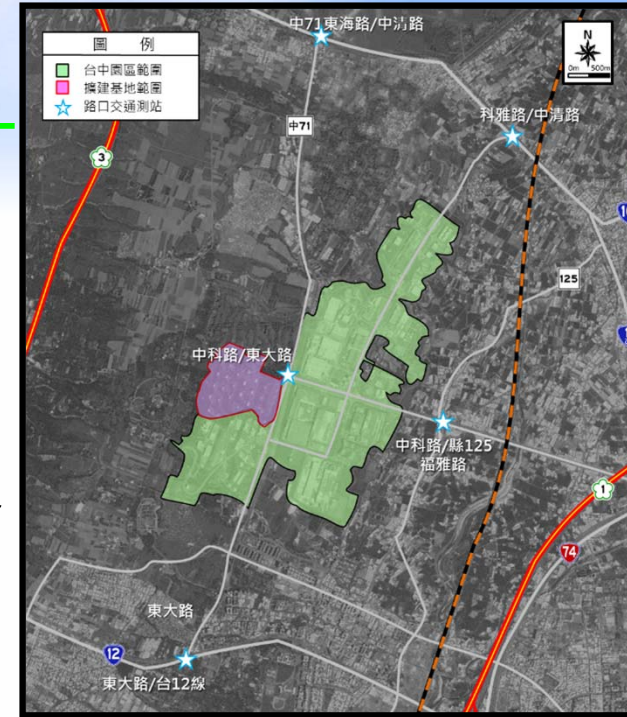 中71東海路/中清路
圖 例
台中園區範圍
擴建基地範圍
路口交通測站
N
0m 500m
科雅路/中清路
中71
3
125
中科路/東大路
中科路/縣125
福雅路
1
74
東大路
12
東大路/台12線